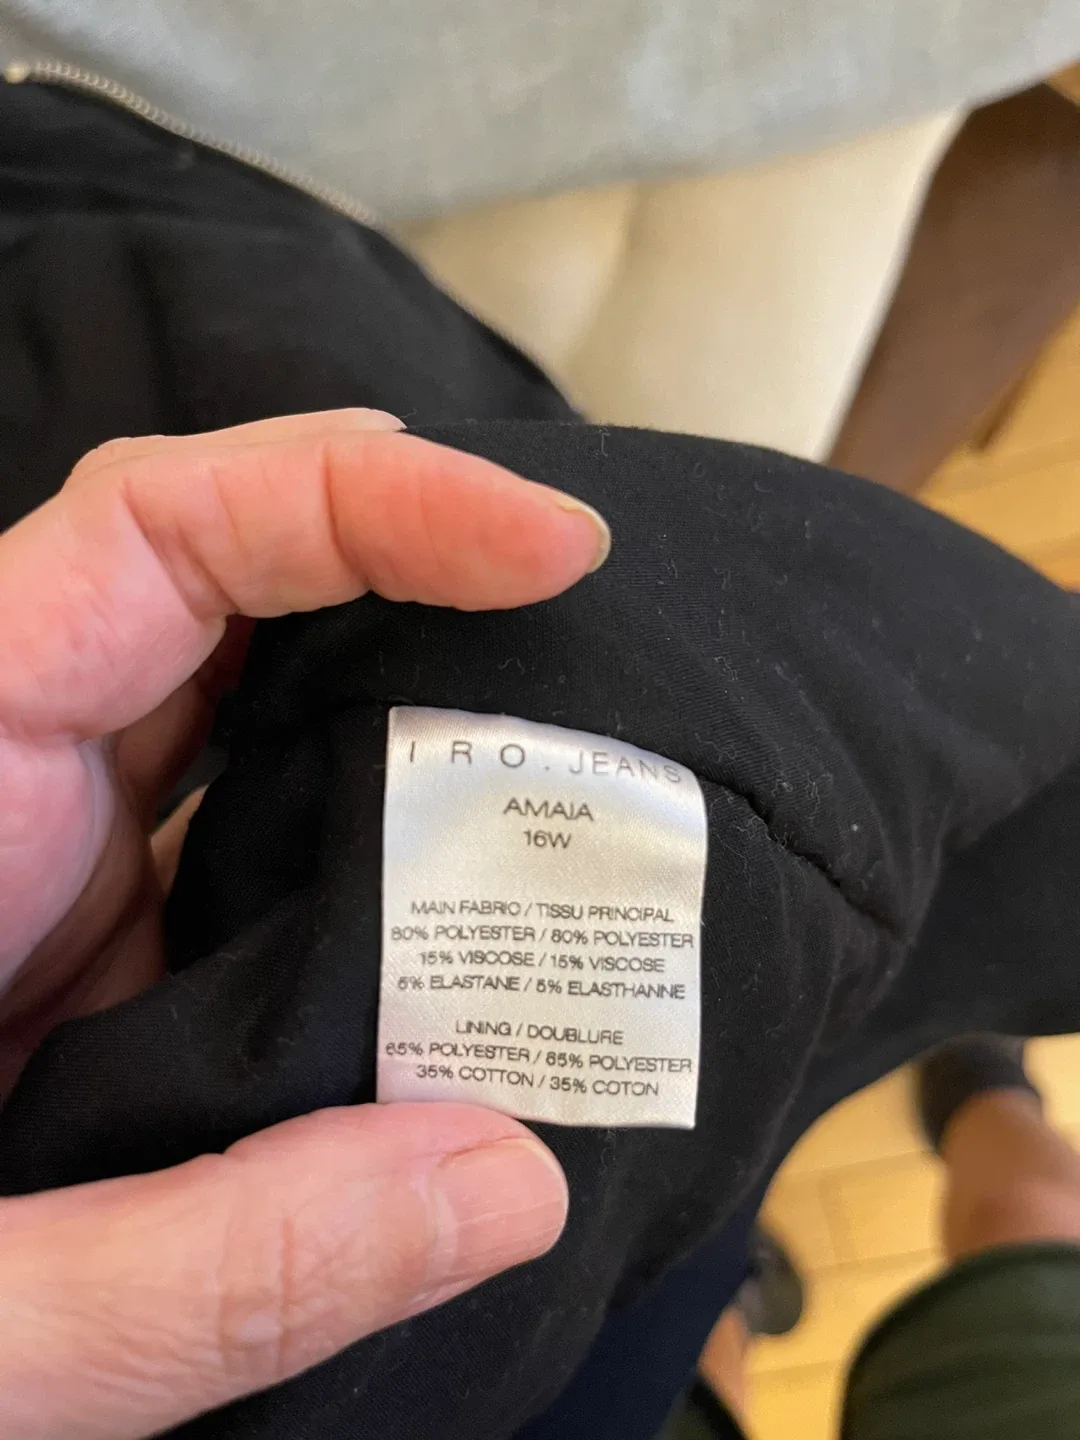 IRO.JEANS
AMAIA
16W
MAIN FABRIC / TISSU PRINCIPAL
80% POLYESTER / 80% POLYESTER
15% VISCOSE / 15% VISCOSE
5% ELASTANE / 5% ELASTHANNE
LINING / DOUBLURE
65% POLYESTER / 65% POLYESTER
35% COTTON / 35% COTON